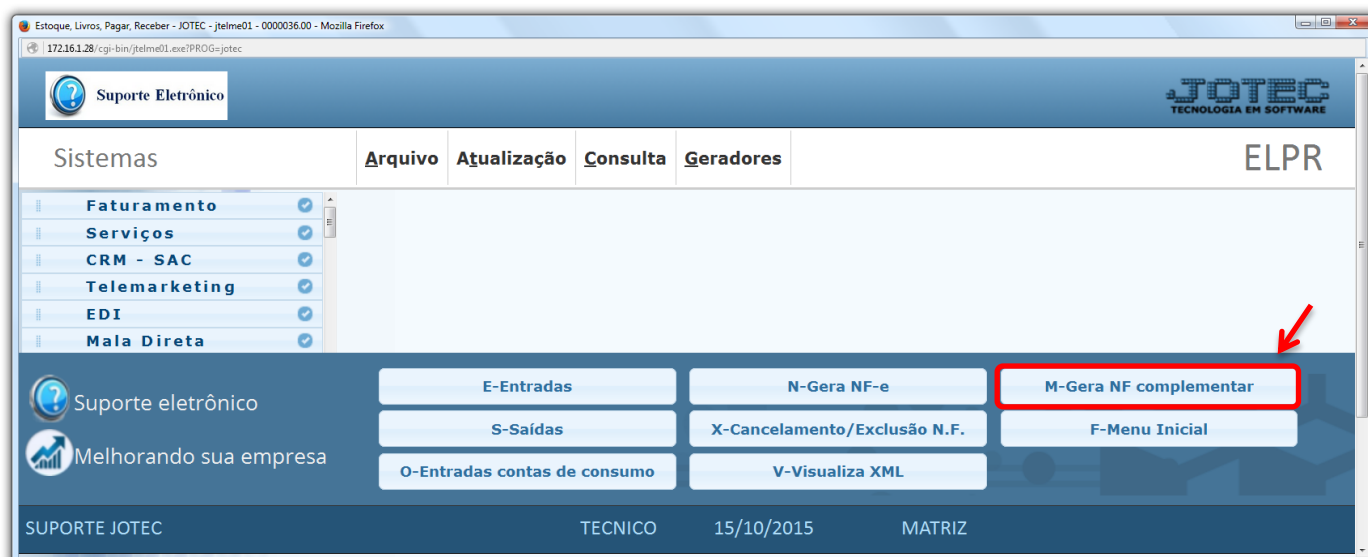 Estoque, Livros, Pagar, Receber - JOTEC - jtelme01 - 0000036.00 - Mozilla Firefox
172.16.1.28/cgi-bin/jtelme01.exe?PROG=jotec
Suporte Eletrônico
JOTEC
TECNOLOGIA EM SOFTWARE
Sistemas
Arquivo Atualização Consulta Geradores
ELPR
Faturamento
Serviços
CRM - SAC
Telemarketing
EDI
Mala Direta
Suporte eletrônico
Melhorando sua empresa
E-Entradas N-Gera NF-e M-Gera NF complementar
S-Saídas X-Cancelamento/Exclusão N.F. F-Menu Inicial
O-Entradas contas de consumo V-Visualiza XML
SUPORTE JOTEC TECNICO 15/10/2015 MATRIZ